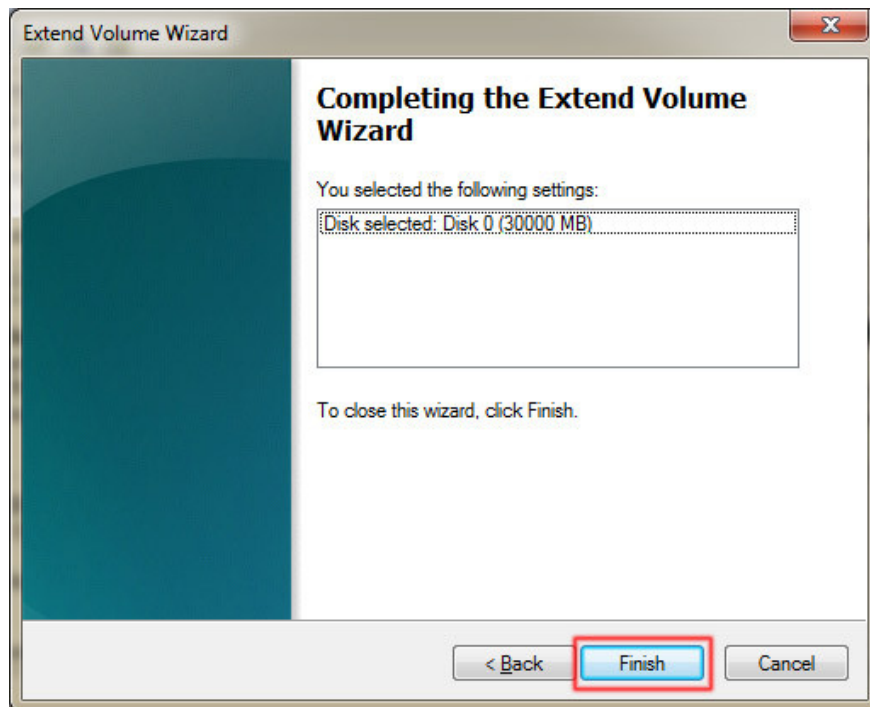 Extend Volume Wizard
Completing the Extend Volume
Wizard
You selected the following settings:
Disk selected: Disk 0 (30000 MB)
To close this wizard, click Finish.
< Back
Finish
Cancel